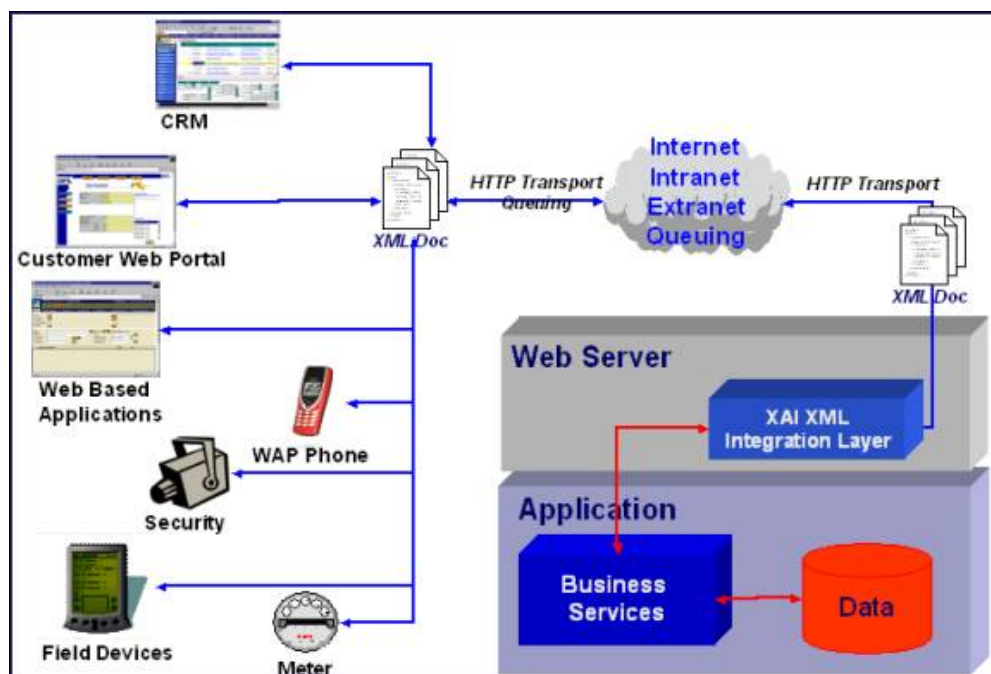 CRM
Customer Web Portal
Web Based
Applications
WAP Phone
Security
Field Devices
Meter
XML Doc
HTTP Transport
Queuing
Internet
Intranet
Extranet
Queuing
HTTP Transport
XML Doc
Web Server
XAI XML
Integration Layer
Application
Business
Services
Data